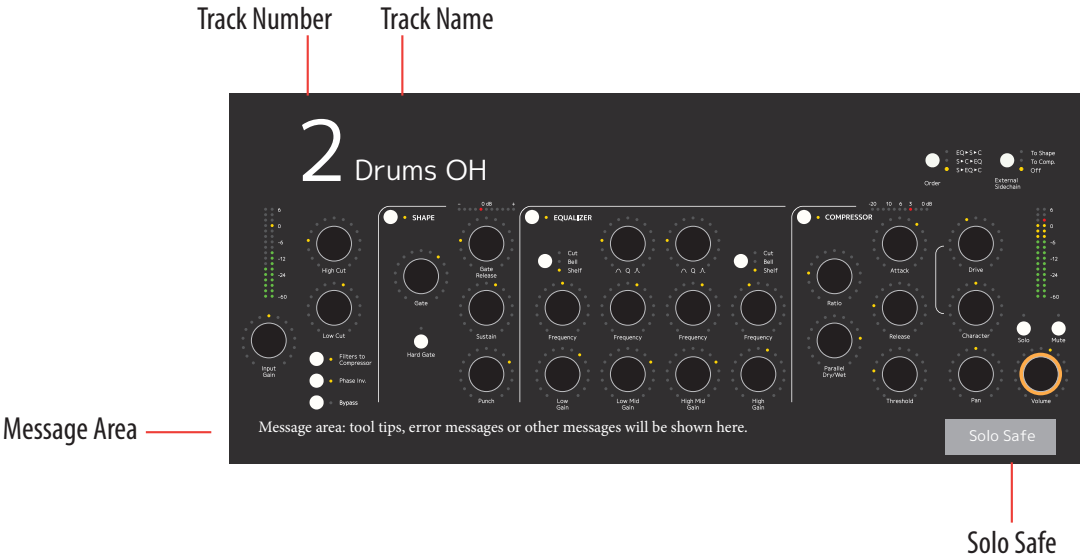 Track Number
Track Name
2 Drums OH
EQ▸S▸C
S▸C▸EQ
S▸EQ▸C
Order
To Shape
To Comp.
Off
External
Sidechain
6
0
-6
-12
-24
-60
Input
Gain
High Cut
Low Cut
Filters to
Compressor
Phase Inv.
Bypass
SHAPE
Gate
Hard Gate
- 0 dB +
Gate
Release
Sustain
Punch
EQUALIZER
Cut
Bell
Shelf
Q
Q
Cut
Bell
Shelf
Frequency
Frequency
Frequency
Frequency
Low
Gain
Low Mid
Gain
High Mid
Gain
High
Gain
COMPRESSOR
Ratio
Parallel
Dry/Wet
-20 10 6 3 0 dB
Attack
Release
Threshold
Drive
Character
Pan
6
0
-6
-12
-24
-60
Solo
Mute
Volume
Message Area
Message area: tool tips, error messages or other messages will be shown here.
Solo Safe
Solo Safe